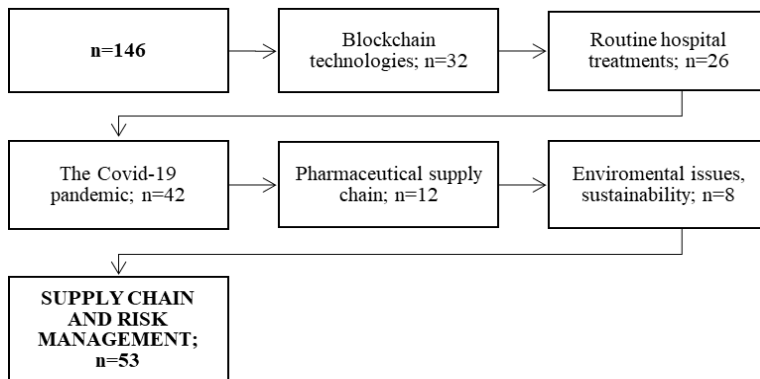 n=146
Blockchain
technologies; n=32
Routine hospital
treatments; n=26
The Covid-19
pandemic; n=42
Pharmaceutical supply
chain; n=12
Enviromental issues,
sustainability; n=8
SUPPLY CHAIN
AND RISK
MANAGEMENT;
n=53